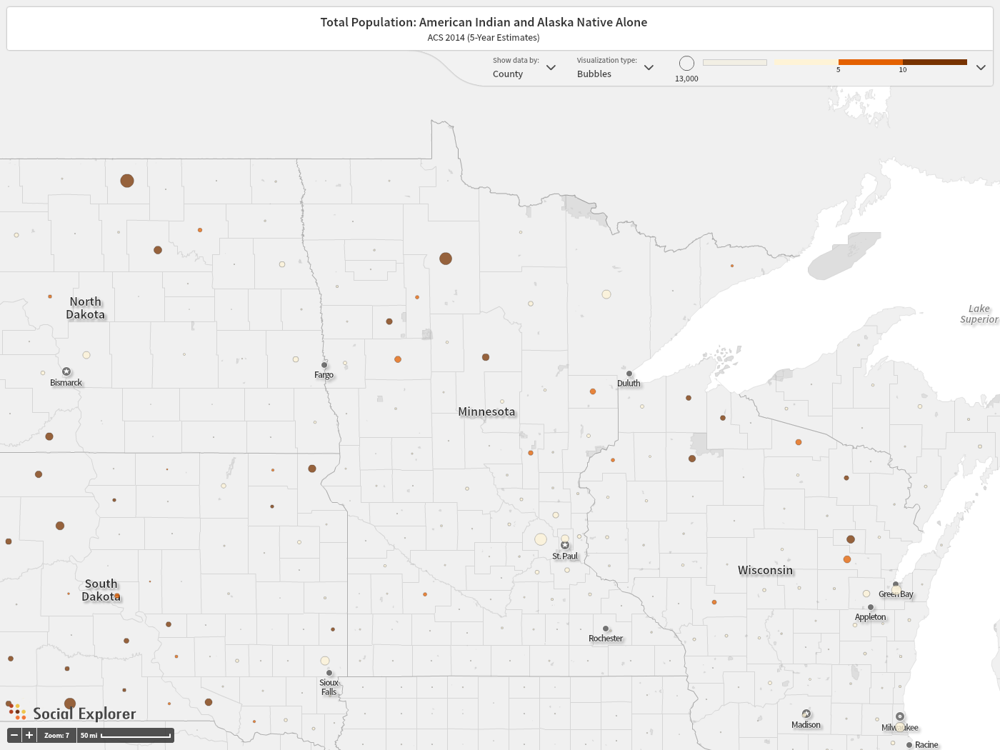 Total Population: American Indian and Alaska Native Alone
ACS 2014 (5-Year Estimates)
Show data by:
County
Visualization type:
Bubbles
13,000
5
10
North
Dakota
Lake
Superior
Bismarck
Fargo
Duluth
Minnesota
St. Paul
Wisconsin
South
Dakota
Green Bay
Appleton
Rochester
Sioux
Falls
Social Explorer
Madison
Milwaukee
Zoom: 7
50 mi
Racine